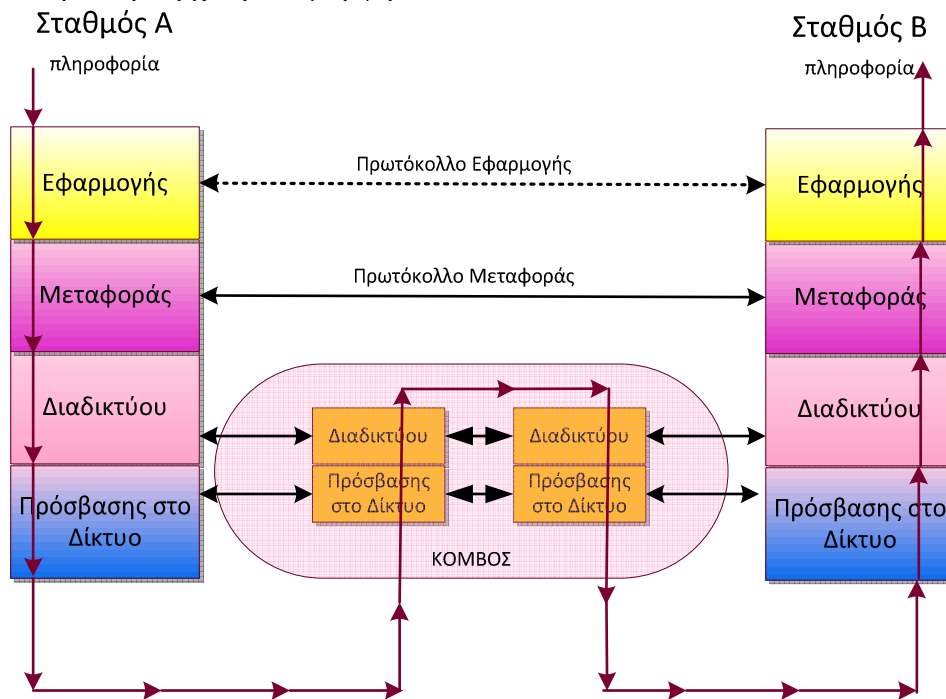 Σταθμός Α
Σταθμός Β
πληροφορία
πληροφορία
Εφαρμογής
Πρωτόκολλο Εφαρμογής
Εφαρμογής
Μεταφοράς
Πρωτόκολλο Μεταφοράς
Μεταφοράς
Διαδικτύου
Διαδικτύου
Διαδικτύου
Διαδικτύου
Πρόσβασης στο
Δίκτυο
Πρόσβασης
στο Δίκτυο
Πρόσβασης
στο Δίκτυο
Πρόσβασης στο
Δίκτυο
ΚΟΜΒΟΣ